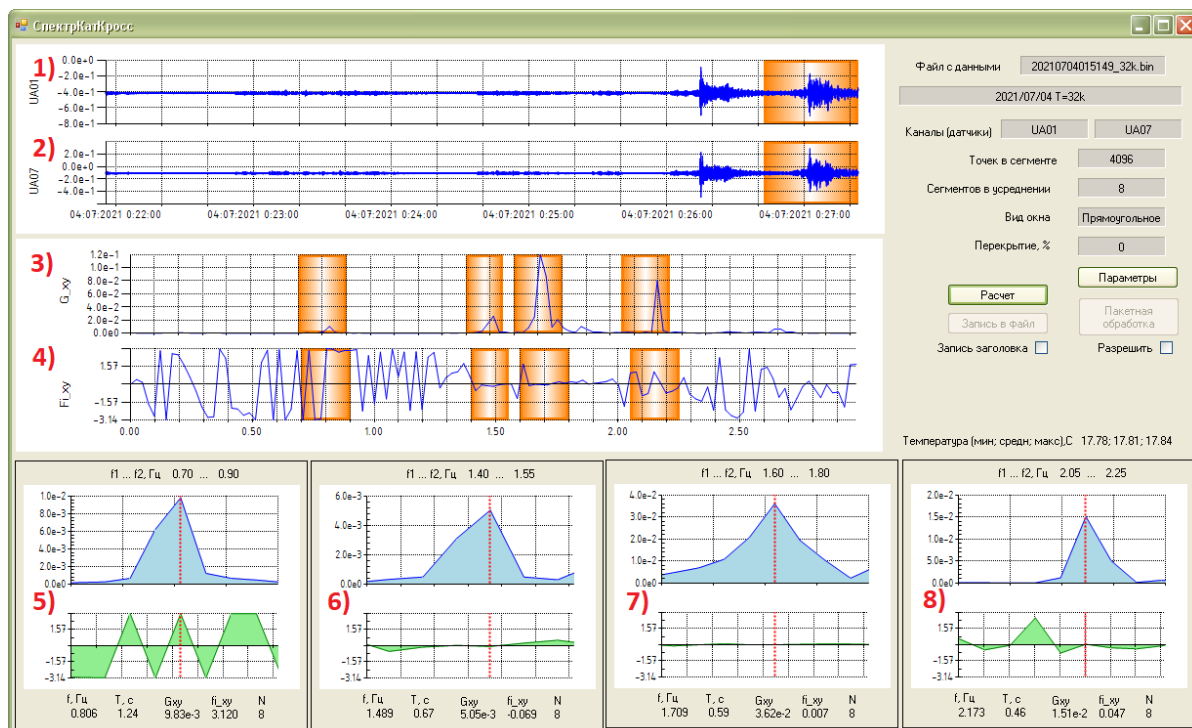 СпектрКатКросс
1)
UA01
0.0e+0
-2.0e-1
-4.0e-1
-6.0e-1
-8.0e-1
2)
UA07
2.0e-1
0.0e+0
-2.0e-1
-4.0e-1
04:07:2021 0:22:00 04:07:2021 0:23:00 04:07:2021 0:24:00 04:07:2021 0:25:00 04:07:2021 0:26:00 04:07:2021 0:27:00
3)
G_xy
1.2e-1
1.0e-1
8.0e-2
6.0e-2
4.0e-2
2.0e-2
0.0e0
4)
Fi_xy
1.57
-1.57
-3.14
0.00 0.50 1.00 1.50 2.00 2.50
Файл с данными 20210704015149_32k.bin
2021/07/04 T=32k
Каналы (датчики) UA01 UA07
Точек в сегменте 4096
Сегментов в усреднении 8
Вид окна Прямоугольное
Перекрытие, % 0
Параметры
Расчет
Запись в файл
Пакетная
обработка
Запись заголовка Разрешить
Температура (мин; средн; макс),С 17.78; 17.81; 17.84
f1 ... f2, Гц 0.70 ... 0.90
1.0e-2
8.0e-3
6.0e-3
4.0e-3
2.0e-3
0.0e0
5)
1.57
-1.57
-3.14
f, Гц T, с Gxy fi_xy N
0.806 1.24 9.83e-3 3.120 8
f1 ... f2, Гц 1.40 ... 1.55
6.0e-3
4.0e-3
2.0e-3
0.0e0
6)
1.57
-1.57
-3.14
f, Гц T, с Gxy fi_xy N
1.489 0.67 5.05e-3 -0.069 8
f1 ... f2, Гц 1.60 ... 1.80
4.0e-2
3.0e-2
2.0e-2
1.0e-2
0.0e0
7)
1.57
-1.57
-3.14
f, Гц T, с Gxy fi_xy N
1.709 0.59 3.62e-2 0.007 8
f1 ... f2, Гц 2.05 ... 2.25
2.0e-2
1.5e-2
1.0e-2
5.0e-3
0.0e0
8)
1.57
-1.57
-3.14
f, Гц T, с Gxy fi_xy N
2.173 0.46 1.51e-2 0.047 8